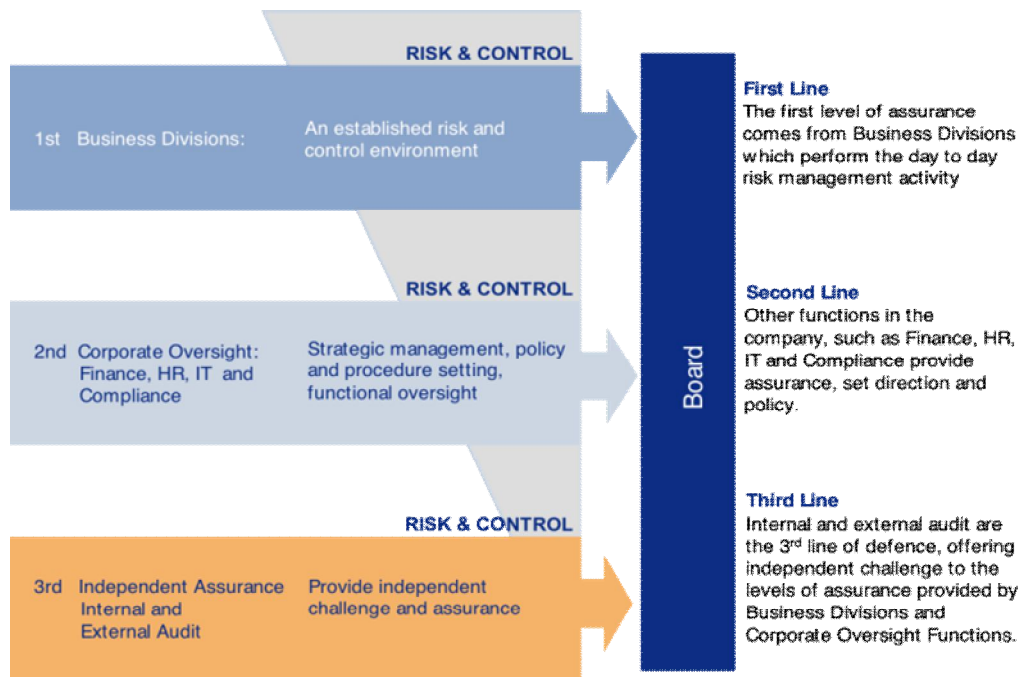 RISK & CONTROL
1st Business Divisions:
An established risk and
control environment
RISK & CONTROL
2nd Corporate Oversight:
Finance, HR, IT and
Compliance
Strategic management, policy
and procedure setting,
functional oversight
RISK & CONTROL
3rd Independent Assurance
Internal and
External Audit
Provide independent
challenge and assurance
Board
First Line
The first level of assurance
comes from Business Divisions
which perform the day to day
risk management activity
Second Line
Other functions in the
company, such as Finance, HR,
IT and Compliance provide
assurance, set direction and
policy.
Third Line
Internal and external audit are
the 3rd line of defence, offering
independent challenge to the
levels of assurance provided by
Business Divisions and
Corporate Oversight Functions.